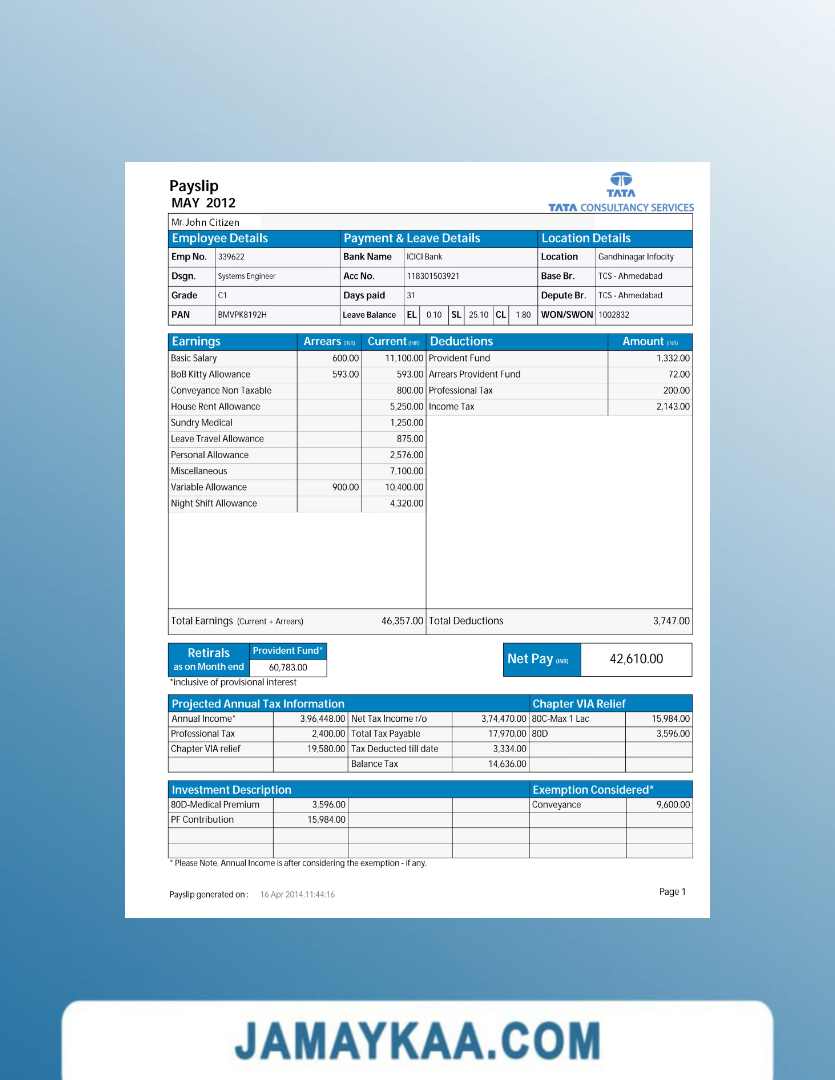 Payslip
MAY 2012
TATA
TATA CONSULTANCY SERVICES
Mr. John Citizen
Employee Details Payment & Leave Details Location Details
Emp No. 339622 Bank Name ICICI Bank Location Gandhinagar Infocity
Dsgn. Systems Engineer Acc No. 118301503921 Base Br. TCS - Ahmedabad
Grade C1 Days paid 31 Depute Br. TCS - Ahmedabad
PAN BMVPK8192H Leave Balance EL 0.10 SL 25.10 CL 1.80 WON/SWON 1002832
Earnings Arrears (INR) Current (INR) Deductions Amount (INR)
Basic Salary 600.00 11,100.00 Provident Fund 1,332.00
BoB Kitty Allowance 593.00 593.00 Arrears Provident Fund 72.00
Conveyance Non Taxable 800.00 Professional Tax 200.00
House Rent Allowance 5,250.00 Income Tax 2,143.00
Sundry Medical 1,250.00
Leave Travel Allowance 875.00
Personal Allowance 2,576.00
Miscellaneous 7,100.00
Variable Allowance 900.00 10,400.00
Night Shift Allowance 4,320.00
Total Earnings (Current + Arrears) 46,357.00 Total Deductions 3,747.00
Retirals as on Month end Provident Fund* 60,783.00 Net Pay (INR) 42,610.00
*inclusive of provisional interest
Projected Annual Tax Information Chapter VIA Relief
Annual Income* 3,96,448.00 Net Tax Income r/o 3,74,470.00 80C-Max 1 Lac 15,984.00
Professional Tax 2,400.00 Total Tax Payable 17,970.00 80D 3,596.00
Chapter VIA relief 19,580.00 Tax Deducted till date 3,334.00
Balance Tax 14,636.00
Investment Description Exemption Considered*
80D-Medical Premium 3,596.00 Conveyance 9,600.00
PF Contribution 15,984.00
* Please Note. Annual Income is after considering the exemption - if any.
Payslip generated on : 16 Apr 2014.11:44:16 Page 1
JAMAYKAA.COM